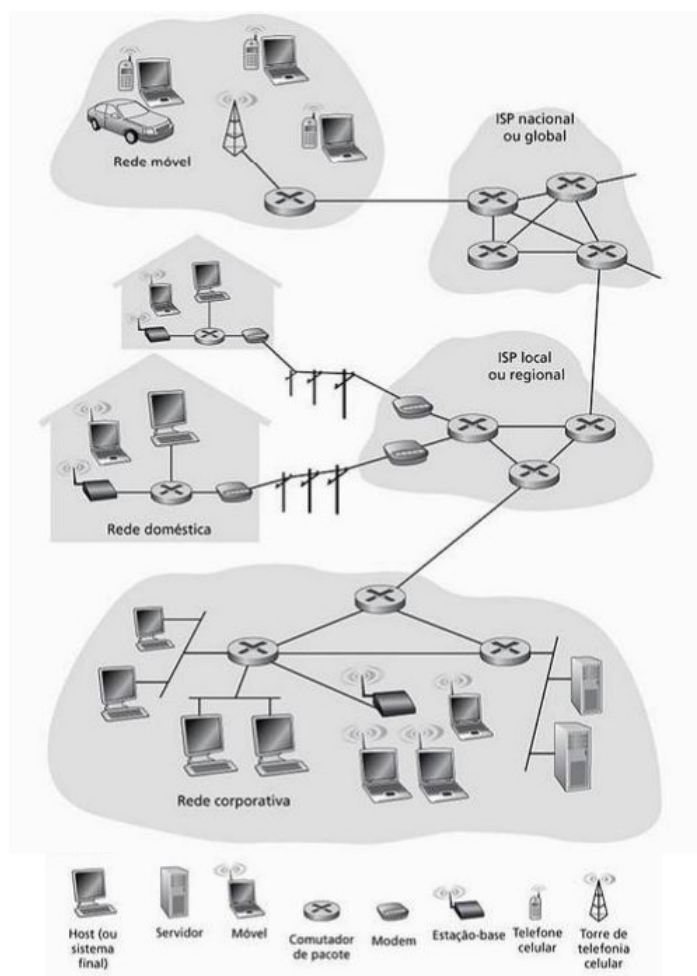 ISP nacional
ou global
Rede móvel
ISP local
ou regional
Rede doméstica
Rede corporativa
Host (ou
sistema
final)
Servidor
Móvel
Comutador
de pacote
Modem
Estação-base
Telefone
celular
Torre de
telefonia
celular